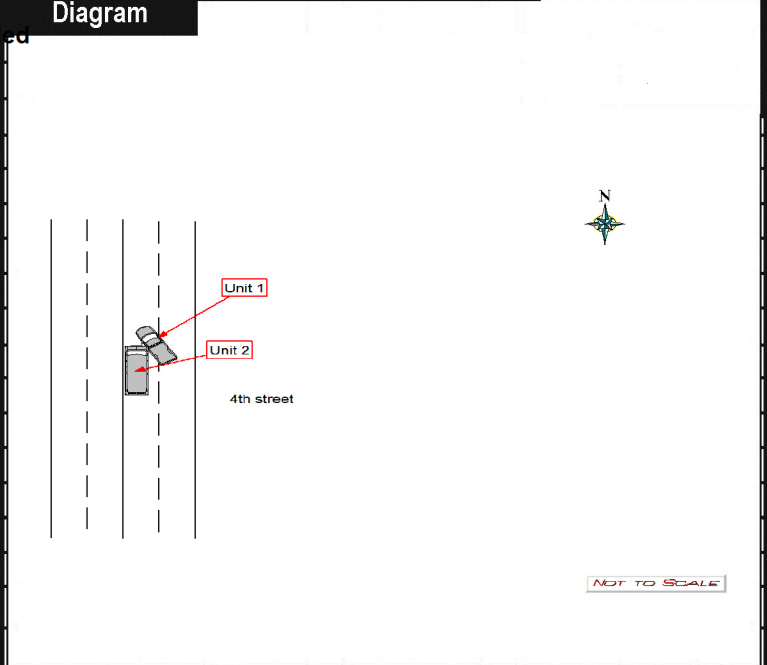 Diagram
ed
N
Unit 1
Unit 2
4th street
NOT TO SCALE